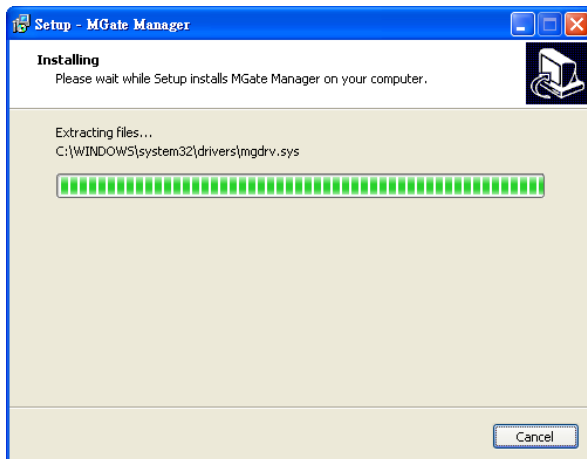 Setup - MGate Manager
Installing
Please wait while Setup installs MGate Manager on your computer.
Extracting files...
C:\WINDOWS\system32\drivers\mgdrv.sys
Cancel